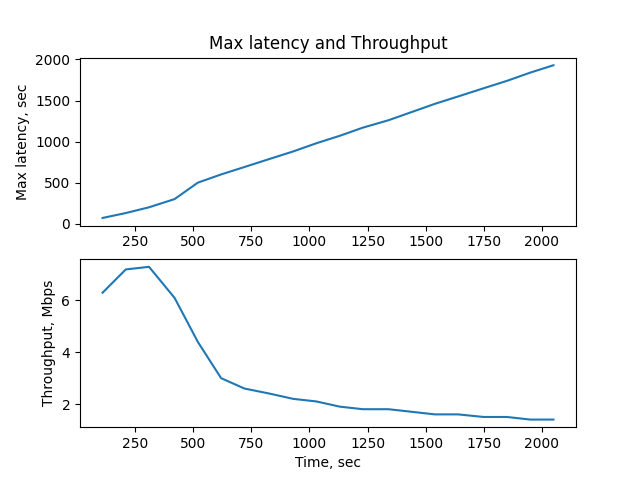 Max latency and Throughput
Max latency, sec
2000
1500
1000
500
0
250 500 750 1000 1250 1500 1750 2000
Throughput, Mbps
6
4
2
250 500 750 1000 1250 1500 1750 2000
Time, sec